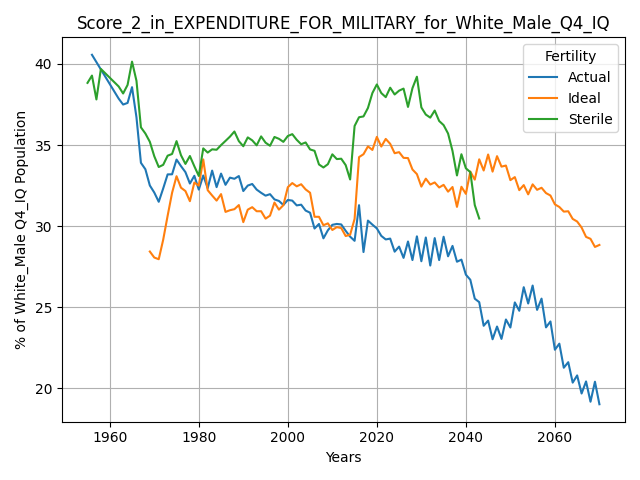 Score_2_in_EXPENDITURE_FOR_MILITARY_for_White_Male_Q4_IQ
Fertility
Actual
Ideal
Sterile
% of White_Male Q4_IQ Population
40
35
30
25
20
1960
1980
2000
2020
2040
2060
Years